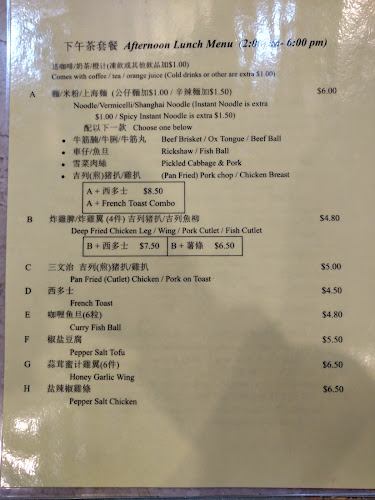 下午茶套餐 Afternoon Lunch Menu (2:00 - 6:00 pm)
送咖啡/奶茶/橙汁(凍飲或其他飲品加$1.00)
Comes with coffee / tea / orange juice (Cold drinks or other are extra $1.00)
A 麵/米粉/上海麵 (公仔麵加$1.00 / 辛辣麵加$1.50) $6.00
Noodle/Vermicelli/Shanghai Noodle (Instant Noodle is extra
$1.00 / Spicy Instant Noodle is extra $1.50)
配以下一款 Choose one below
• 牛筋腩/牛脷/牛筋丸 Beef Brisket / Ox Tongue / Beef Ball
• 車仔/魚旦 Rickshaw / Fish Ball
• 雪菜肉絲 Pickled Cabbage & Pork
• 吉列(煎)猪扒/雞扒 (Pan Fried) Pork chop / Chicken Breast
A + 西多士 $8.50
A + French Toast Combo
B 炸雞脾/炸雞翼 (4件) 吉列猪扒/吉列魚柳 $4.80
Deep Fried Chicken Leg / Wing / Pork Cutlet / Fish Cutlet
B + 西多士 $7.50 B + 薯條 $6.50
C 三文治 吉列(煎)猪扒/雞扒 $5.00
Pan Fried (Cutlet) Chicken / Pork on Toast
D 西多士 $4.50
French Toast
E 咖喱魚旦(6粒) $4.80
Curry Fish Ball
F 椒盐豆腐 $5.50
Pepper Salt Tofu
G 蒜茸蜜汁雞翼(6件) $6.50
Honey Garlic Wing
H 盐辣椒雞條 $6.50
Pepper Salt Chicken